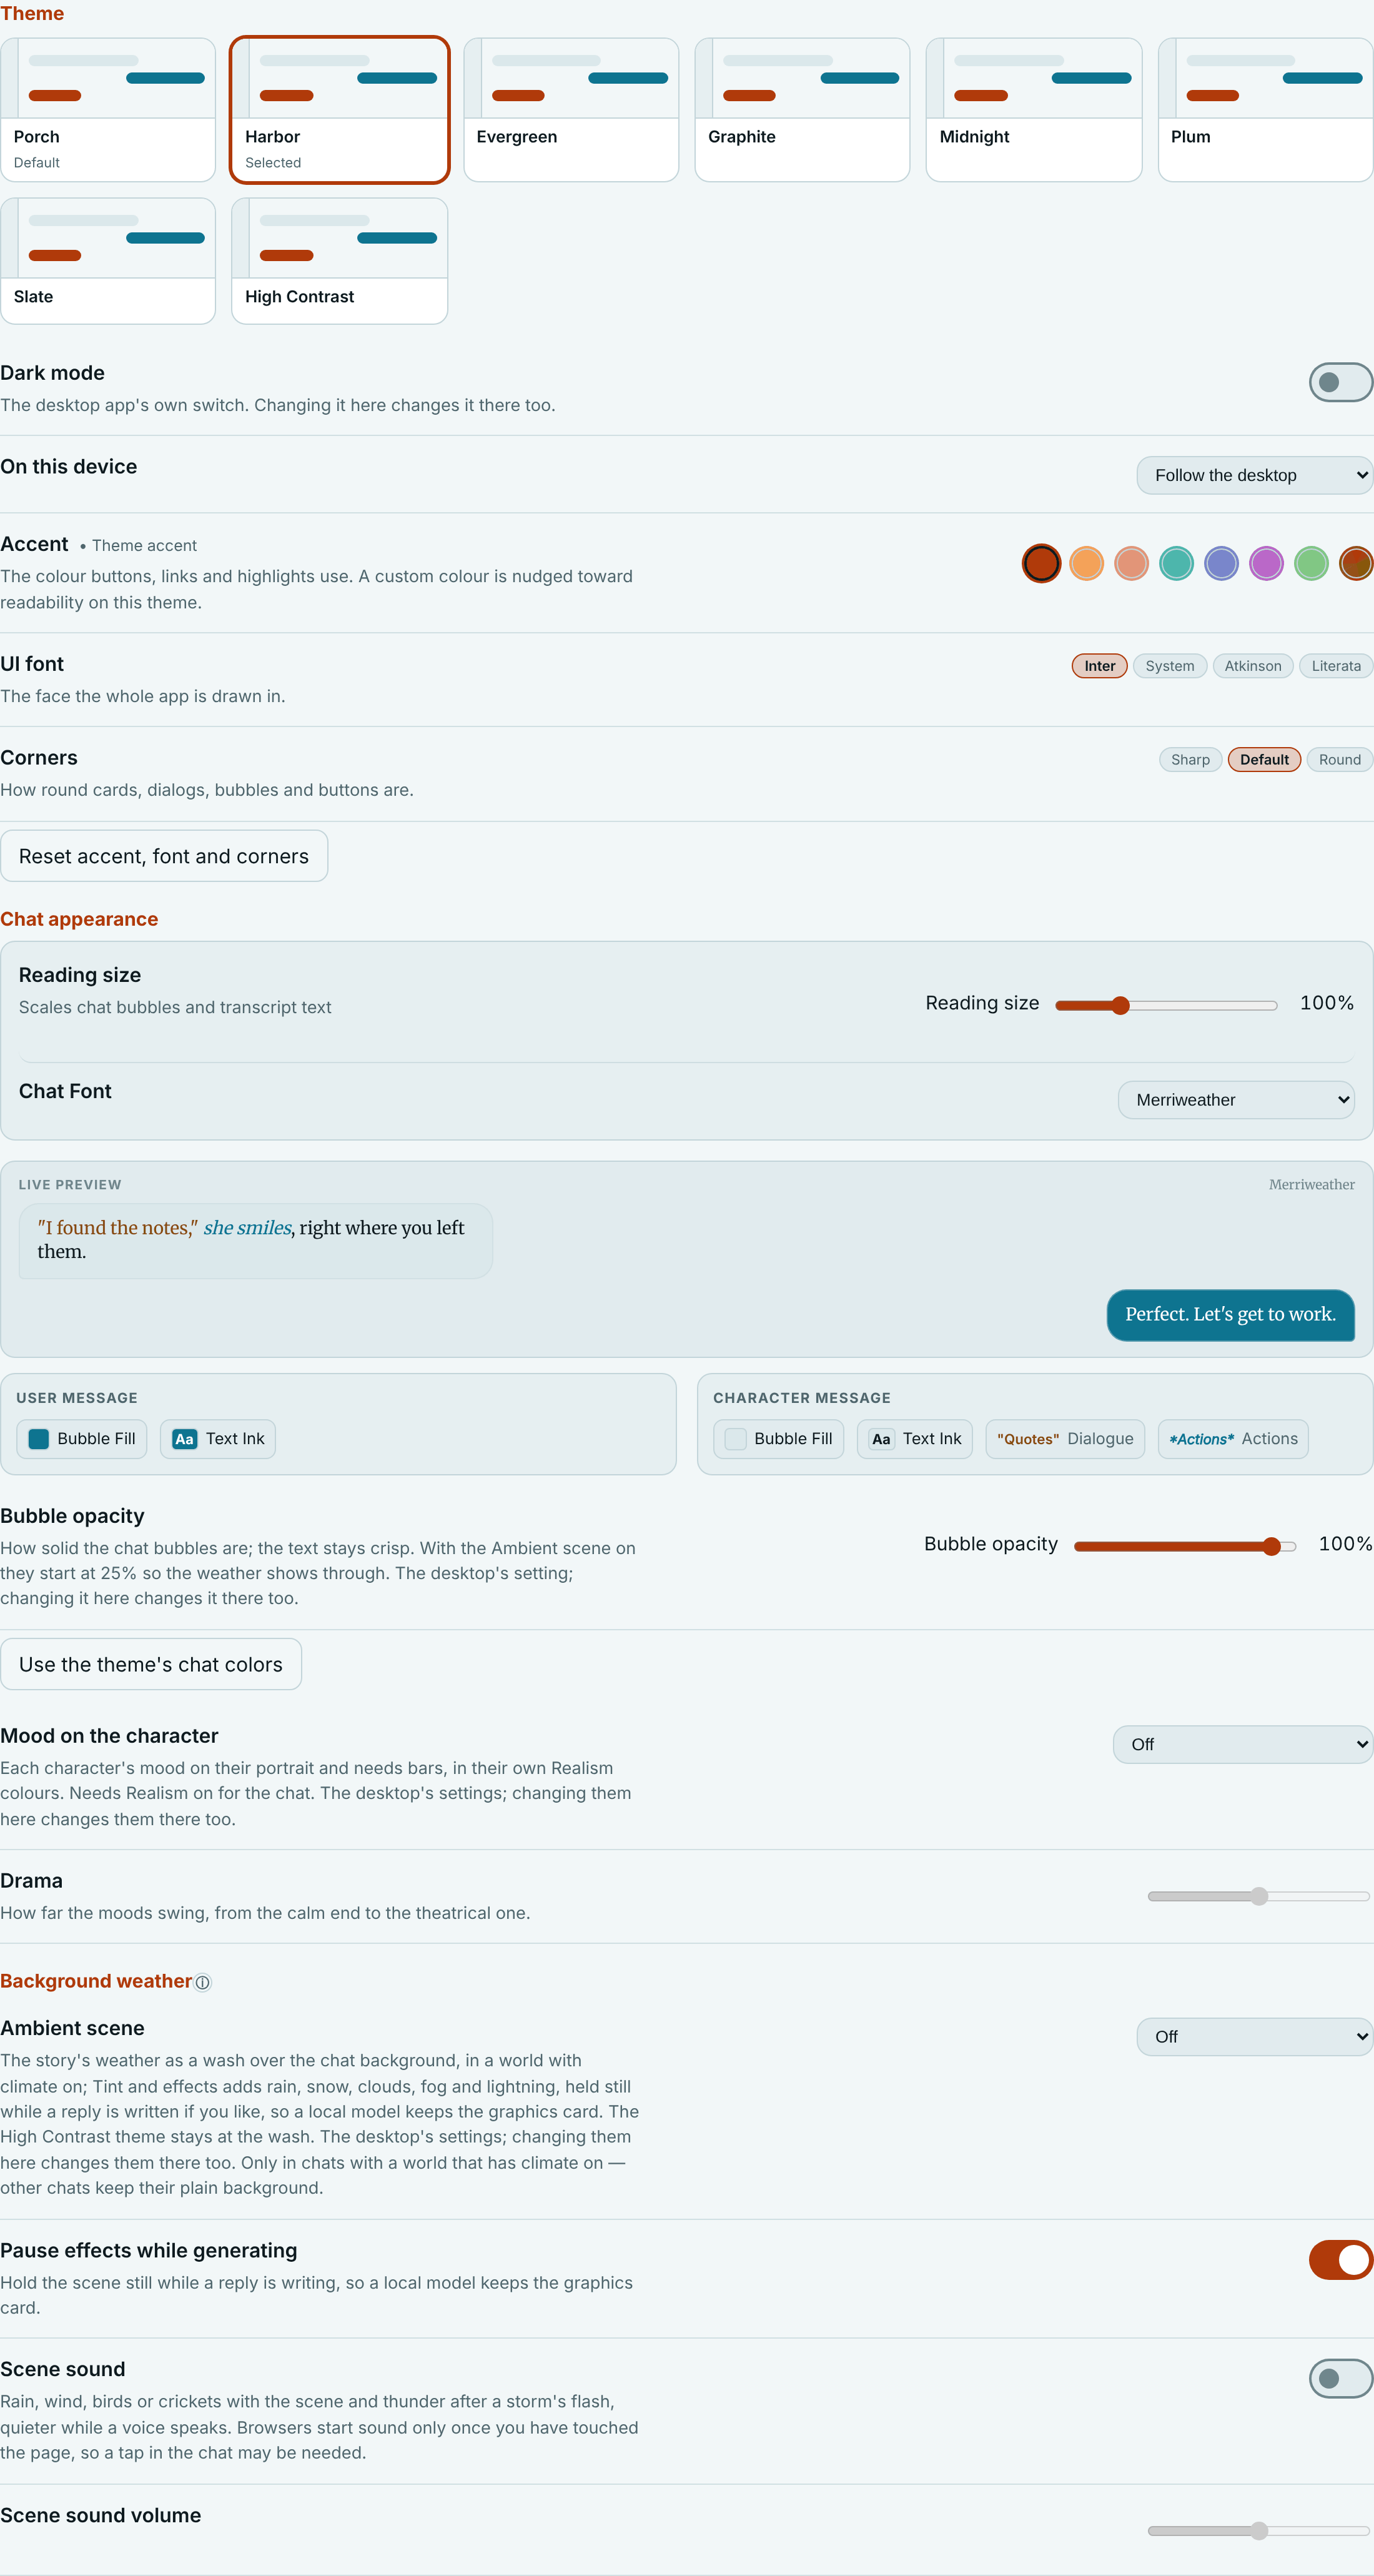 Theme
Porch
Default
Harbor
Selected
Evergreen
Graphite
Midnight
Plum
Slate
High Contrast
Dark mode
The desktop app's own switch. Changing it here changes it there too.
On this device
Follow the desktop
Accent • Theme accent
The colour buttons, links and highlights use. A custom colour is nudged toward
readability on this theme.
UI font
Inter
System
Atkinson
Literata
The face the whole app is drawn in.
Corners
Sharp
Default
Round
How round cards, dialogs, bubbles and buttons are.
Reset accent, font and corners
Chat appearance
Reading size
Scales chat bubbles and transcript text
Reading size
100%
Chat Font
Merriweather
LIVE PREVIEW
Merriweather
"I found the notes," she smiles, right where you left
them.
Perfect. Let's get to work.
USER MESSAGE
Bubble Fill
Aa Text Ink
CHARACTER MESSAGE
Bubble Fill
Aa Text Ink
"Quotes" Dialogue
*Actions* Actions
Bubble opacity
How solid the chat bubbles are; the text stays crisp. With the Ambient scene on
they start at 25% so the weather shows through. The desktop's setting;
changing it here changes it there too.
Bubble opacity
100%
Use the theme's chat colors
Mood on the character
Off
Each character's mood on their portrait and needs bars, in their own Realism
colours. Needs Realism on for the chat. The desktop's settings; changing them
here changes them there too.
Drama
How far the moods swing, from the calm end to the theatrical one.
Background weather ⓘ
Ambient scene
Off
The story's weather as a wash over the chat background, in a world with
climate on; Tint and effects adds rain, snow, clouds, fog and lightning, held still
while a reply is written if you like, so a local model keeps the graphics card. The
High Contrast theme stays at the wash. The desktop's settings; changing them
here changes them there too. Only in chats with a world that has climate on —
other chats keep their plain background.
Pause effects while generating
Hold the scene still while a reply is writing, so a local model keeps the graphics
card.
Scene sound
Rain, wind, birds or crickets with the scene and thunder after a storm's flash,
quieter while a voice speaks. Browsers start sound only once you have touched
the page, so a tap in the chat may be needed.
Scene sound volume